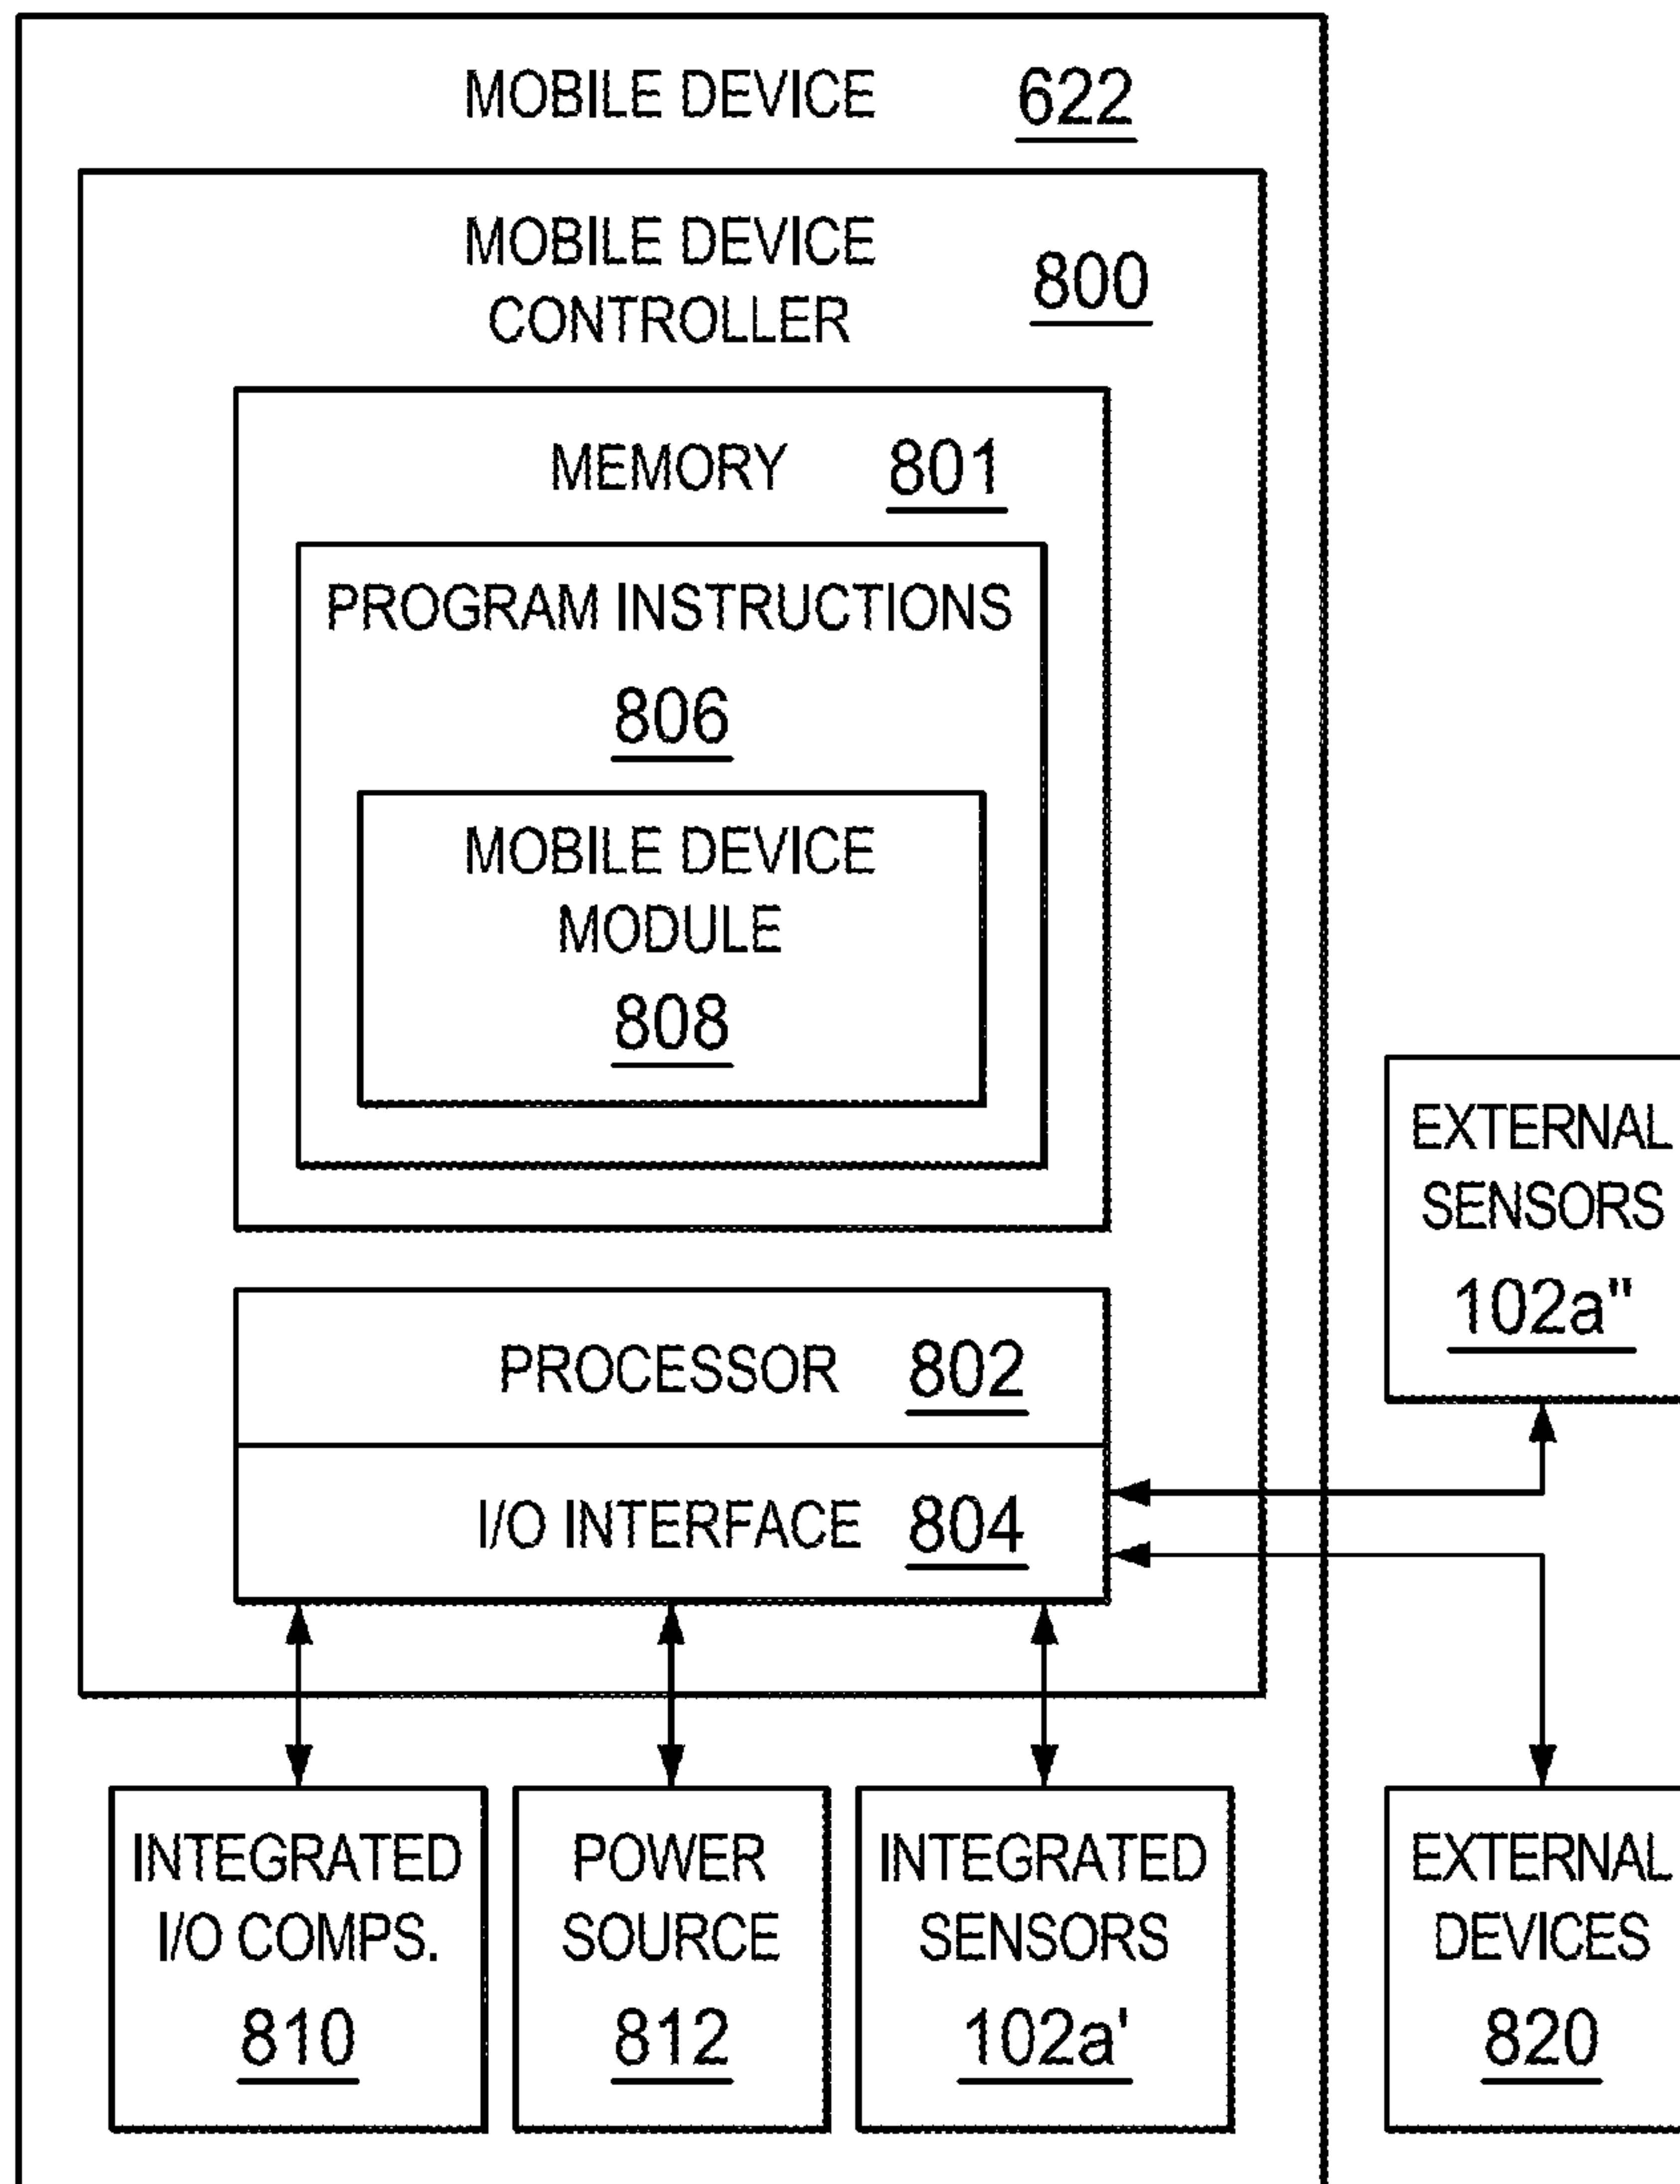 MOBILE DEVICE 622
MOBILE DEVICE
CONTROLLER 800
MEMORY 801
PROGRAM INSTRUCTIONS
806
MOBILE DEVICE
MODULE
808
PROCESSOR 802
I/O INTERFACE 804
EXTERNAL
SENSORS
102a"
INTEGRATED
I/O COMPS.
810
POWER
SOURCE
812
INTEGRATED
SENSORS
102a'
EXTERNAL
DEVICES
820